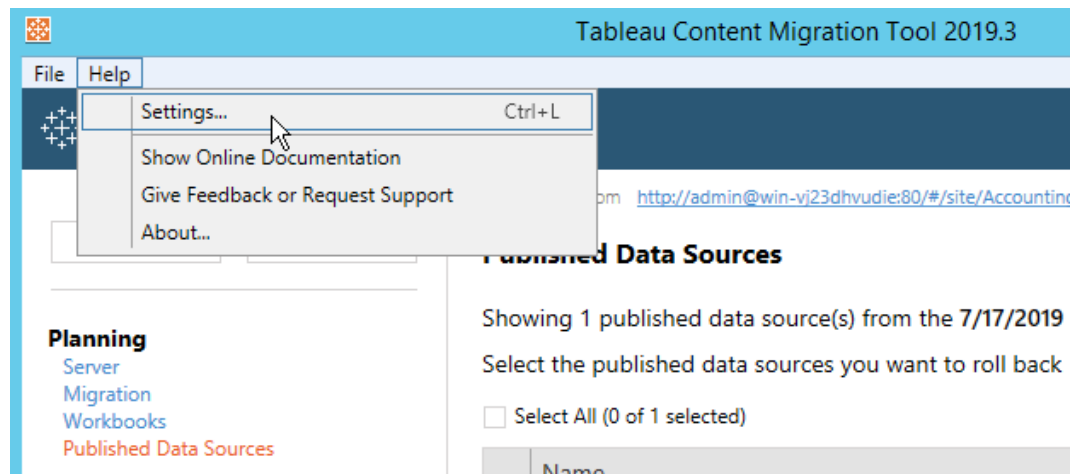 Tableau Content Migration Tool 2019.3
File Help
Settings... Ctrl+L
Show Online Documentation
Give Feedback or Request Support
About...
http://admin@win-vj23dhvudie:80/#/site/Accounting
Published Data Sources
Showing 1 published data source(s) from the 7/17/2019
Select the published data sources you want to roll back
Select All (0 of 1 selected)
Name
Planning
Server
Migration
Workbooks
Published Data Sources